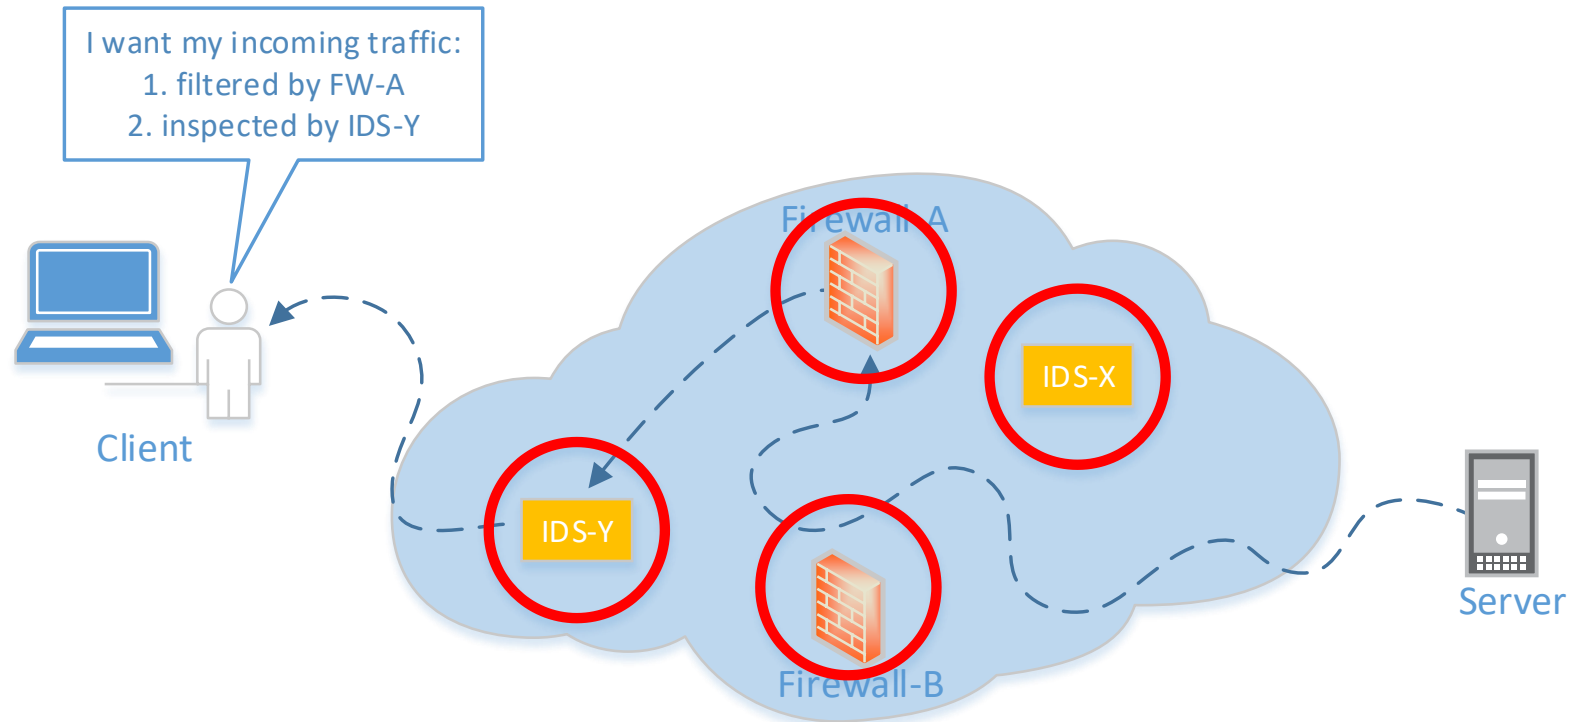 I want my incoming traffic:
1. filtered by FW-A
2. inspected by IDS-Y
Firewall-A
IDS-X
Client
IDS-Y
Server
Firewall-B